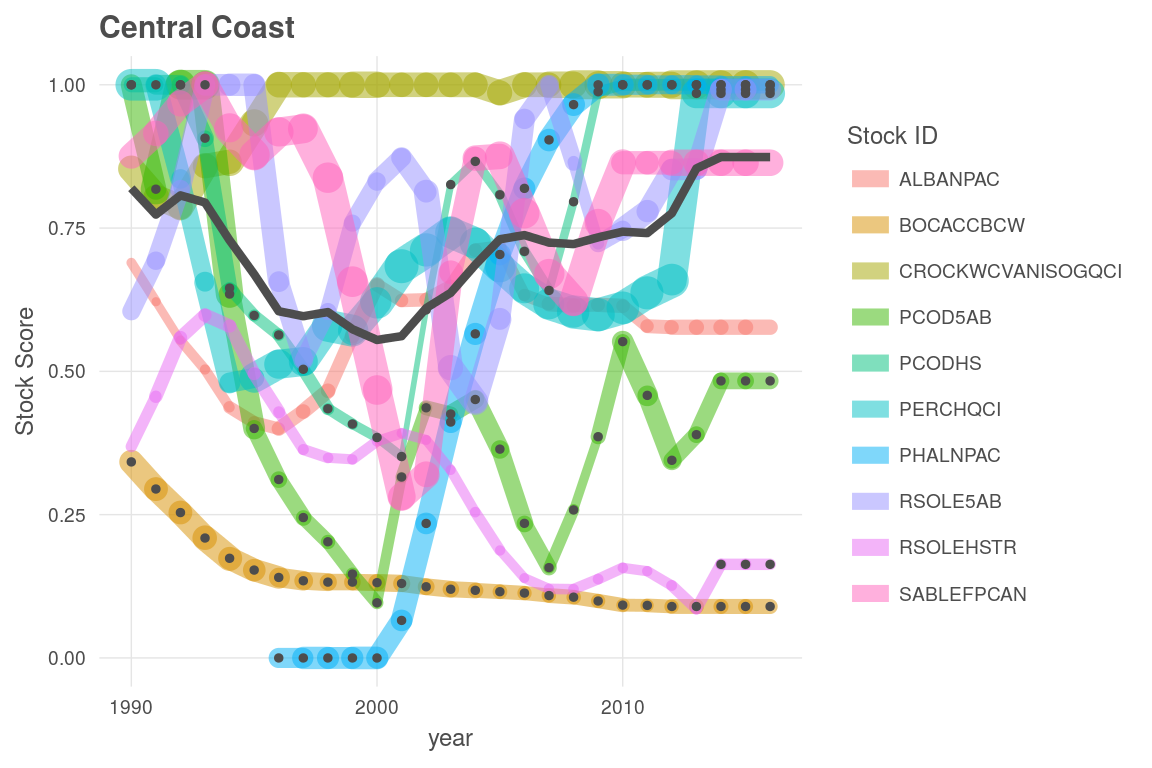 Central Coast
1.00
0.75
0.50
0.25
0.00
Stock Score
1990
2000
2010
year
Stock ID
ALBANPAC
BOCACCBCW
CROCKWCVANISOGQCI
PCOD5AB
PCODHS
PERCHQCI
PHALNPAC
RSOLE5AB
RSOLEHSTR
SABLEFPCAN